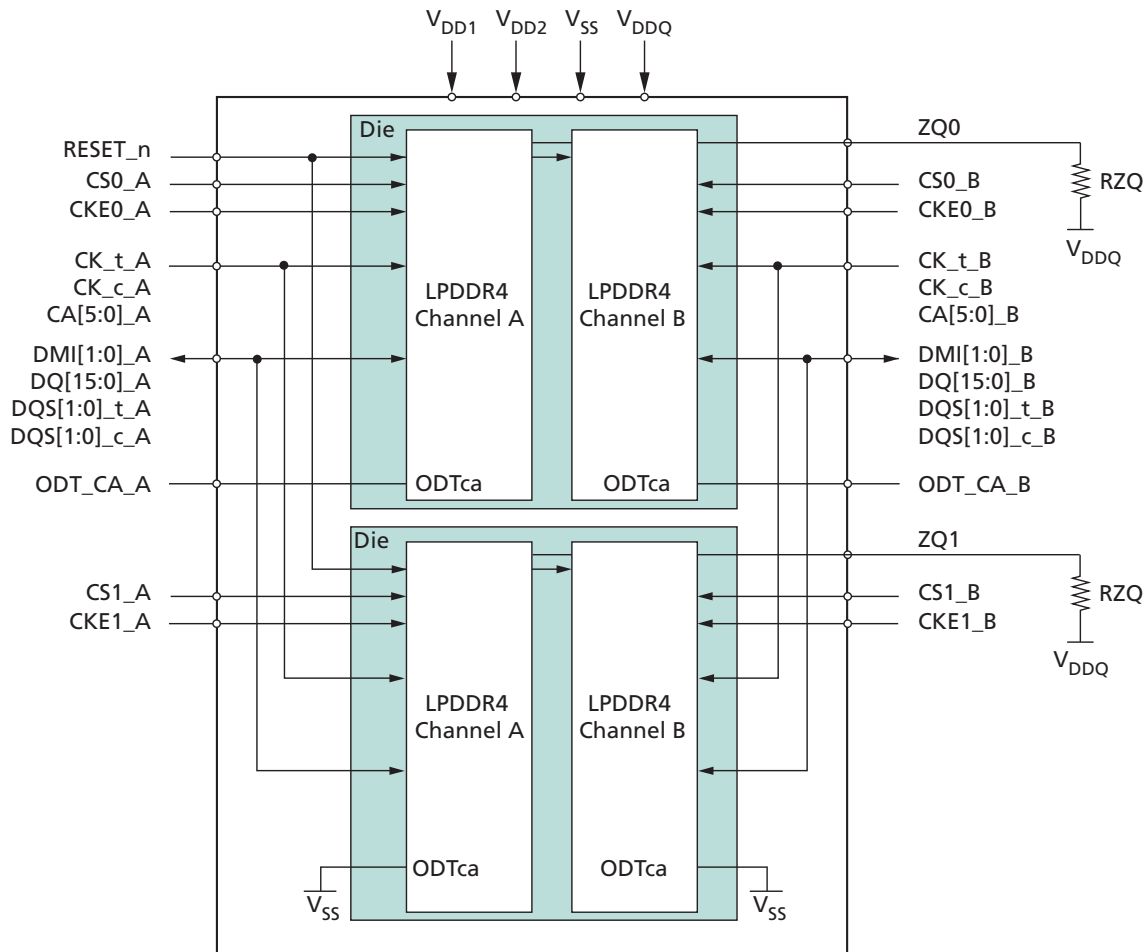 VDD1 VDD2 VSS VDDQ
Die
RESET_n
CS0_A
CKE0_A
CK_t_A
CK_c_A
CA[5:0]_A
DMI[1:0]_A
DQ[15:0]_A
DQS[1:0]_t_A
DQS[1:0]_c_A
ODT_CA_A
LPDDR4
Channel A
ODTca
LPDDR4
Channel B
ODTca
ZQ0
RZQ
VDDQ
CS0_B
CKE0_B
CK_t_B
CK_c_B
CA[5:0]_B
DMI[1:0]_B
DQ[15:0]_B
DQS[1:0]_t_B
DQS[1:0]_c_B
ODT_CA_B
Die
CS1_A
CKE1_A
LPDDR4
Channel A
ODTca
VSS
LPDDR4
Channel B
ODTca
VSS
ZQ1
RZQ
VDDQ
CS1_B
CKE1_B